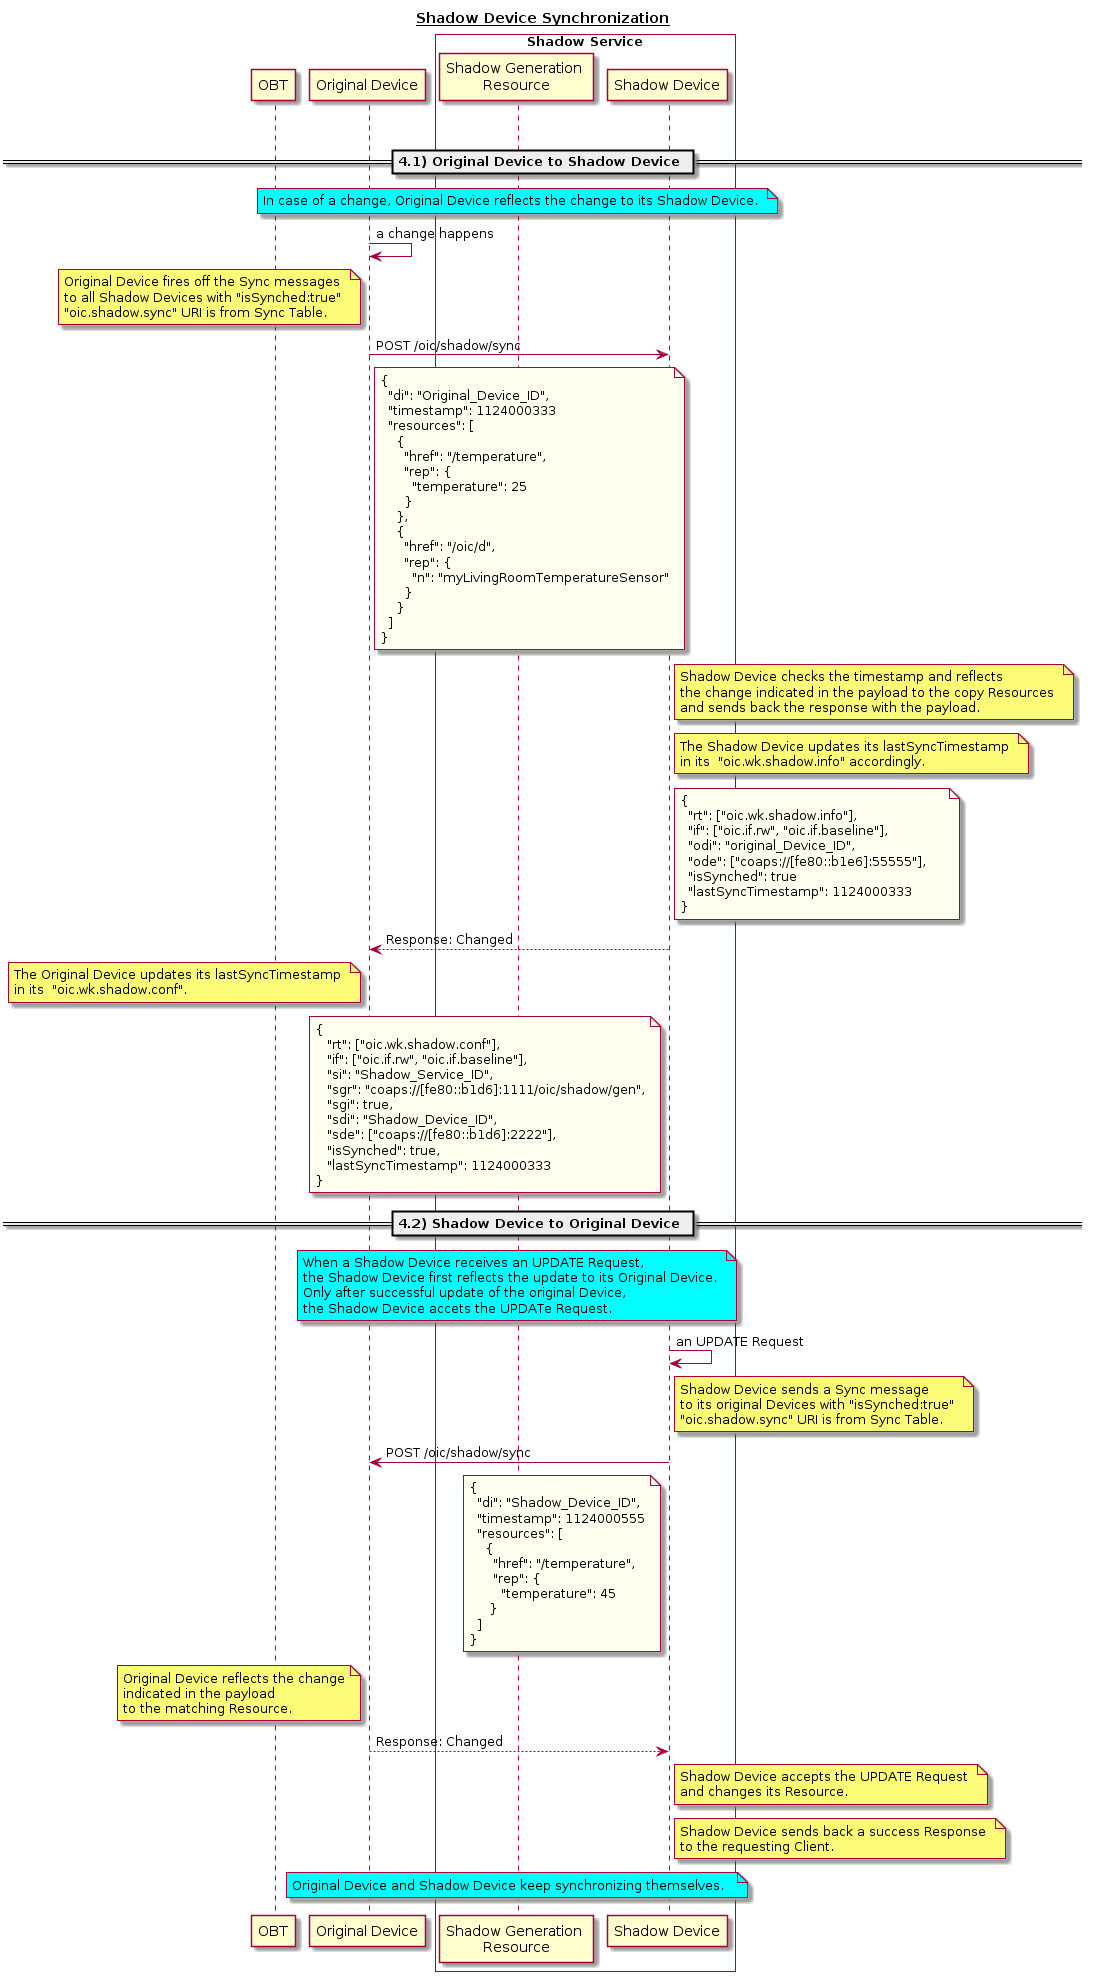 Shadow Device Synchronization
Shadow Service
OBT
Original Device
Shadow Generation
Resource
Shadow Device
4.1) Original Device to Shadow Device
In case of a change, Original Device reflects the change to its Shadow Device.
a change happens
Original Device fires off the Sync messages
to all Shadow Devices with "isSynched:true"
"oic.shadow.sync" URI is from Sync Table.
POST /oic/shadow/sync
{
"di": "Original_Device_ID",
"timestamp": 1124000333
"resources": [
{
"href": "/temperature",
"rep": {
"temperature": 25
}
},
{
"href": "/oic/d",
"rep": {
"n": "myLivingRoomTemperatureSensor"
}
}
]
}
Shadow Device checks the timestamp and reflects
the change indicated in the payload to the copy Resources
and sends back the response with the payload.
The Shadow Device updates its lastSyncTimestamp
in its  "oic.wk.shadow.info" accordingly.
{
"rt": ["oic.wk.shadow.info"],
"if": ["oic.if.rw", "oic.if.baseline"],
"odi": "original_Device_ID",
"ode": ["coaps://[fe80::b1e6]:55555"],
"isSynched": true
"lastSyncTimestamp": 1124000333
}
Response: Changed
The Original Device updates its lastSyncTimestamp
in its  "oic.wk.shadow.conf".
{
"rt": ["oic.wk.shadow.conf"],
"if": ["oic.if.rw", "oic.if.baseline"],
"si": "Shadow_Service_ID",
"sgr": "coaps://[fe80::b1d6]:1111/oic/shadow/gen",
"sgi": true,
"sdi": "Shadow_Device_ID",
"sde": ["coaps://[fe80::b1d6]:2222"],
"isSynched": true,
"lastSyncTimestamp": 1124000333
}
4.2) Shadow Device to Original Device
When a Shadow Device receives an UPDATE Request,
the Shadow Device first reflects the update to its Original Device.
Only after successful update of the original Device,
the Shadow Device accets the UPDATe Request.
an UPDATE Request
Shadow Device sends a Sync message
to its original Devices with "isSynched:true"
"oic.shadow.sync" URI is from Sync Table.
POST /oic/shadow/sync
{
"di": "Shadow_Device_ID",
"timestamp": 1124000555
"resources": [
{
"href": "/temperature",
"rep": {
"temperature": 45
}
]
}
Original Device reflects the change
indicated in the payload
to the matching Resource.
Response: Changed
Shadow Device accepts the UPDATE Request
and changes its Resource.
Shadow Device sends back a success Response
to the requesting Client.
Original Device and Shadow Device keep synchronizing themselves.
OBT
Original Device
Shadow Generation
Resource
Shadow Device